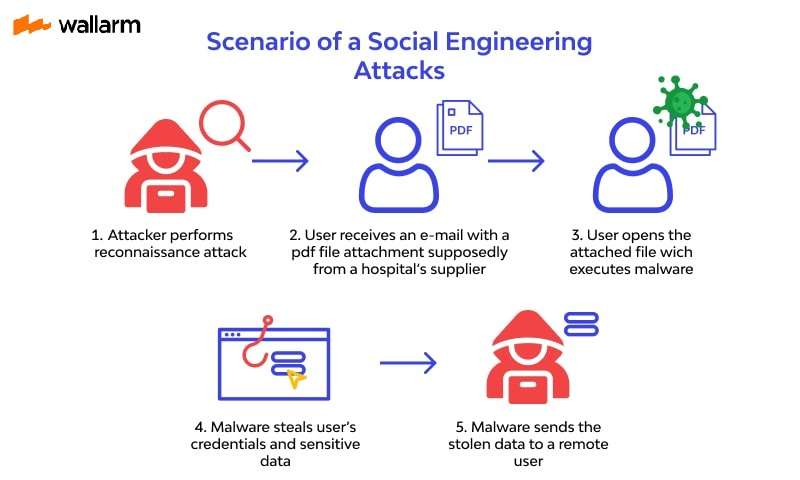 wallarm
Scenario of a Social Engineering
Attacks
PDF
PDF
1. Attacker performs
reconnaissance attack
2. User receives an e-mail with a
pdf file attachment supposedly
from a hospital's supplier
3. User opens the
attached file wich
executes malware
4. Malware steals user's
credentials and sensitive
data
5. Malware sends the
stolen data to a remote
user